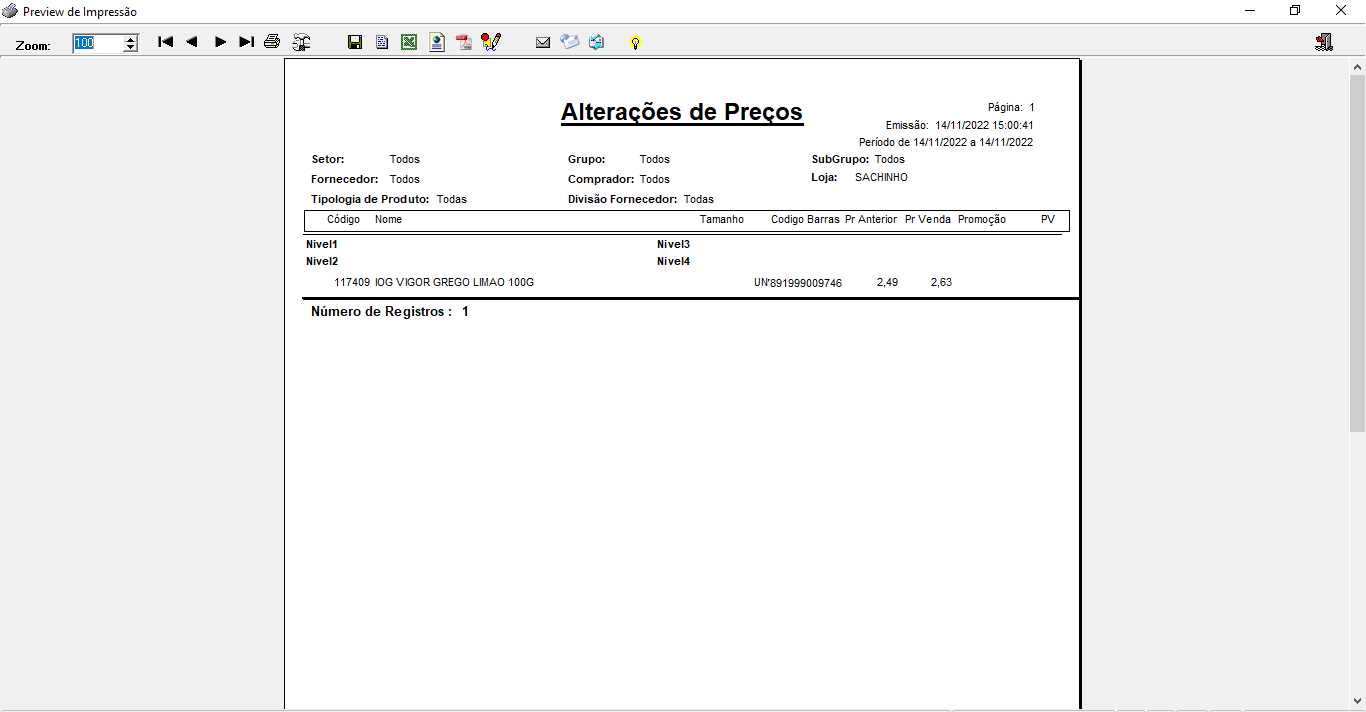 Preview de Impressão
Zoom: 100
Alterações de Preços
Página: 1
Emissão: 14/11/2022 15:00:41
Período de 14/11/2022 a 14/11/2022
Setor: Todos Grupo: Todos SubGrupo: Todos
Fornecedor: Todos Comprador: Todos Loja: SACHINHO
Tipologia de Produto: Todas Divisão Fornecedor: Todas
Código Nome Tamanho Codigo Barras Pr Anterior Pr Venda Promoção PV
Nivel1 Nivel3
Nivel2 Nivel4
117409 IOG VIGOR GREGO LIMAO 100G UN 891999009746 2,49 2,63
Número de Registros : 1